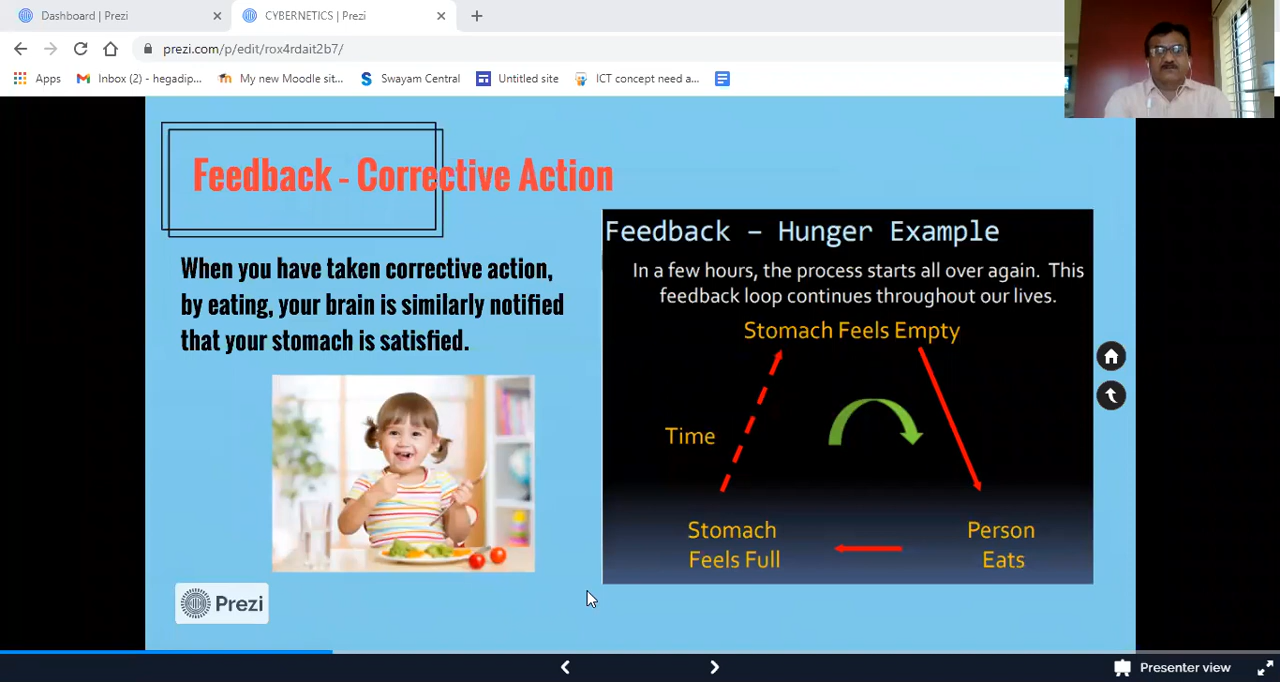 Dashboard | Prezi
CYBERNETICS | Prezi
prezi.com/p/edit/rox4rdait2b7/
Apps
Inbox (2) - hegadip...
My new Moodle sit...
Swayam Central
Untitled site
ICT concept need a...
Feedback - Corrective Action
When you have taken corrective action,
by eating, your brain is similarly notified
that your stomach is satisfied.
Feedback – Hunger Example
In a few hours, the process starts all over again. This
feedback loop continues throughout our lives.
Stomach Feels Empty
Time
Stomach
Feels Full
Person
Eats
Prezi
Presenter view